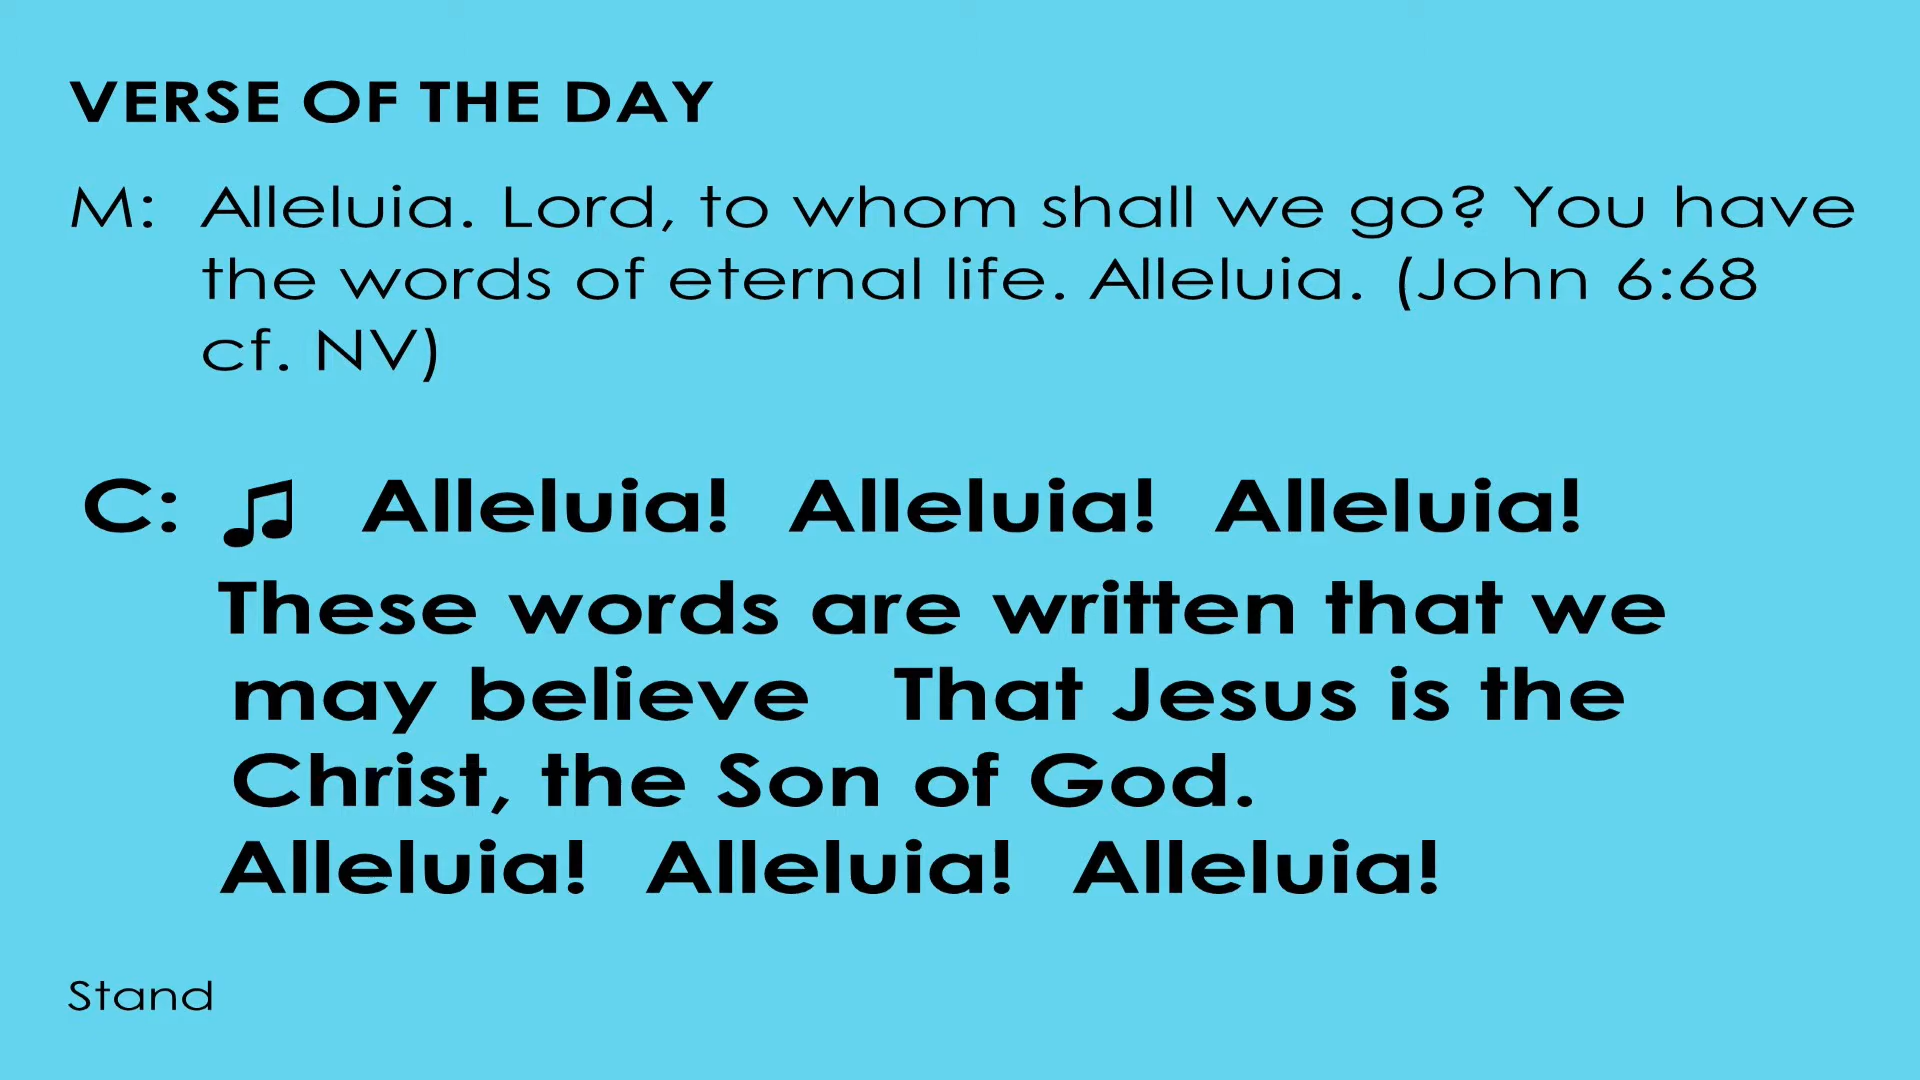 VERSE OF THE DAY
M: Alleluia. Lord, to whom shall we go? You have
the words of eternal life. Alleluia. (John 6:68
cf. NV)
C: ♫ Alleluia! Alleluia! Alleluia!
These words are written that we
may believe That Jesus is the
Christ, the Son of God.
Alleluia! Alleluia! Alleluia!
Stand